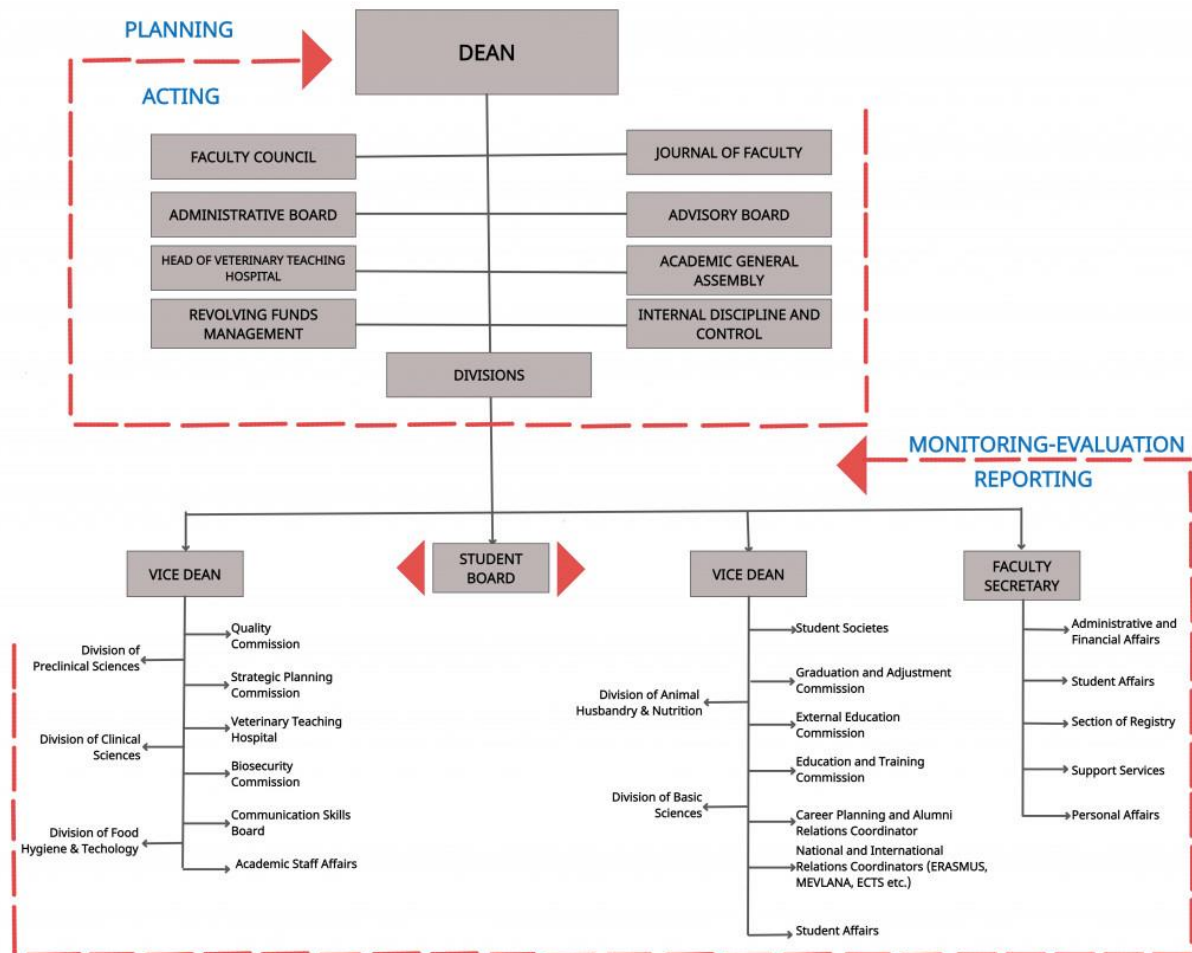 PLANNING
DEAN
ACTING
FACULTY COUNCIL
JOURNAL OF FACULTY
ADMINISTRATIVE BOARD
ADVISORY BOARD
HEAD OF VETERINARY TEACHING
HOSPITAL
ACADEMIC GENERAL
ASSEMBLY
REVOLVING FUNDS
MANAGEMENT
INTERNAL DISCIPLINE AND
CONTROL
DIVISIONS
MONITORING-EVALUATION
REPORTING
VICE DEAN
STUDENT
BOARD
VICE DEAN
FACULTY
SECRETARY
Quality
Commission
Division of
Preclinical Sciences
Strategic Planning
Commission
Veterinary Teaching
Hospital
Division of Clinical
Sciences
Biosecurity
Commission
Communication Skills
Board
Division of Food
Hygiene & Techology
Academic Staff Affairs
Student Societes
Graduation and Adjustment
Commission
Division of Animal
Husbandry & Nutrition
External Education
Commission
Education and Training
Commission
Division of Basic
Sciences
Career Planning and Alumni
Relations Coordinator
National and International
Relations Coordinators (ERASMUS,
MEVLANA, ECTS etc.)
Student Affairs
Administrative and
Financial Affairs
Student Affairs
Section of Registry
Support Services
Personal Affairs